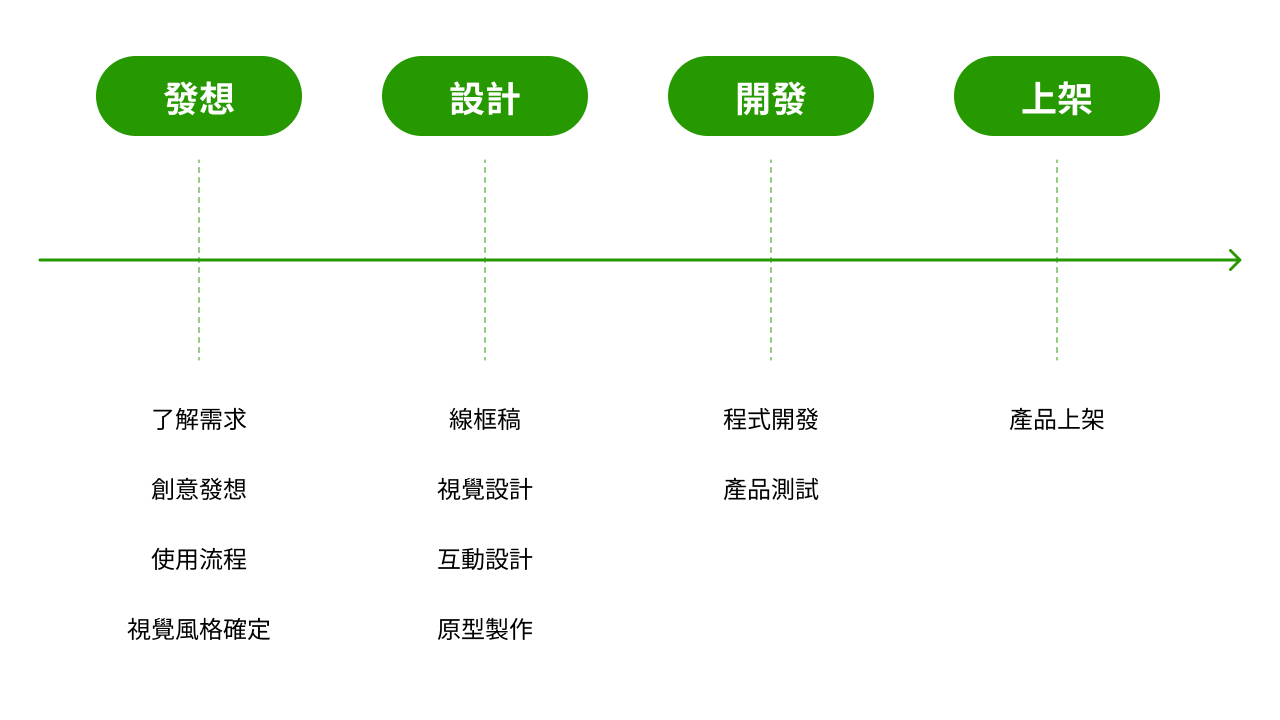 發想
設計
開發
上架
了解需求
創意發想
使用流程
視覺風格確定
線框稿
視覺設計
互動設計
原型製作
程式開發
產品測試
產品上架